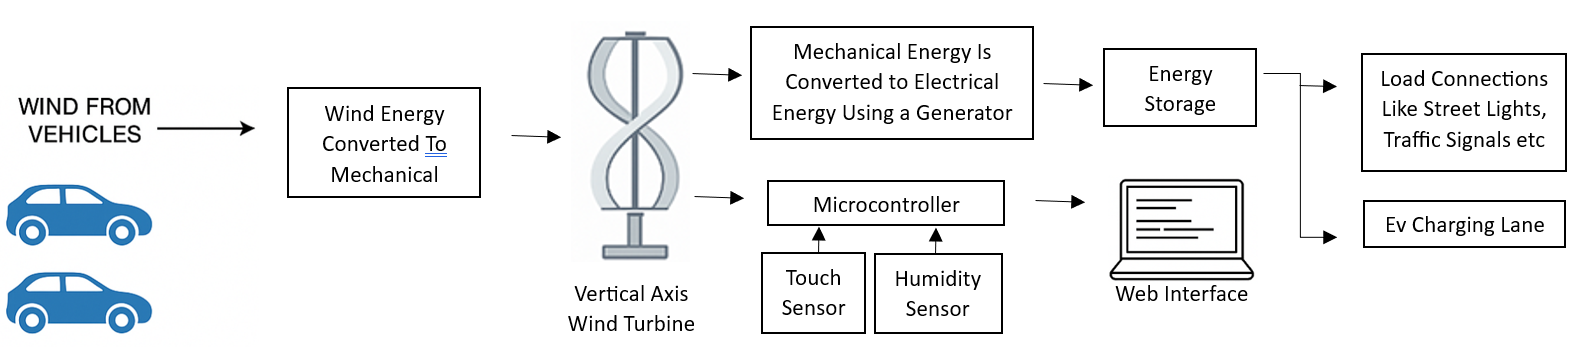 WIND FROM
VEHICLES
Wind Energy
Converted To
Mechanical
Vertical Axis
Wind Turbine
Mechanical Energy Is
Converted to Electrical
Energy Using a Generator
Energy
Storage
Load Connections
Like Street Lights,
Traffic Signals etc
Ev Charging Lane
Microcontroller
Touch
Sensor
Humidity
Sensor
Web Interface